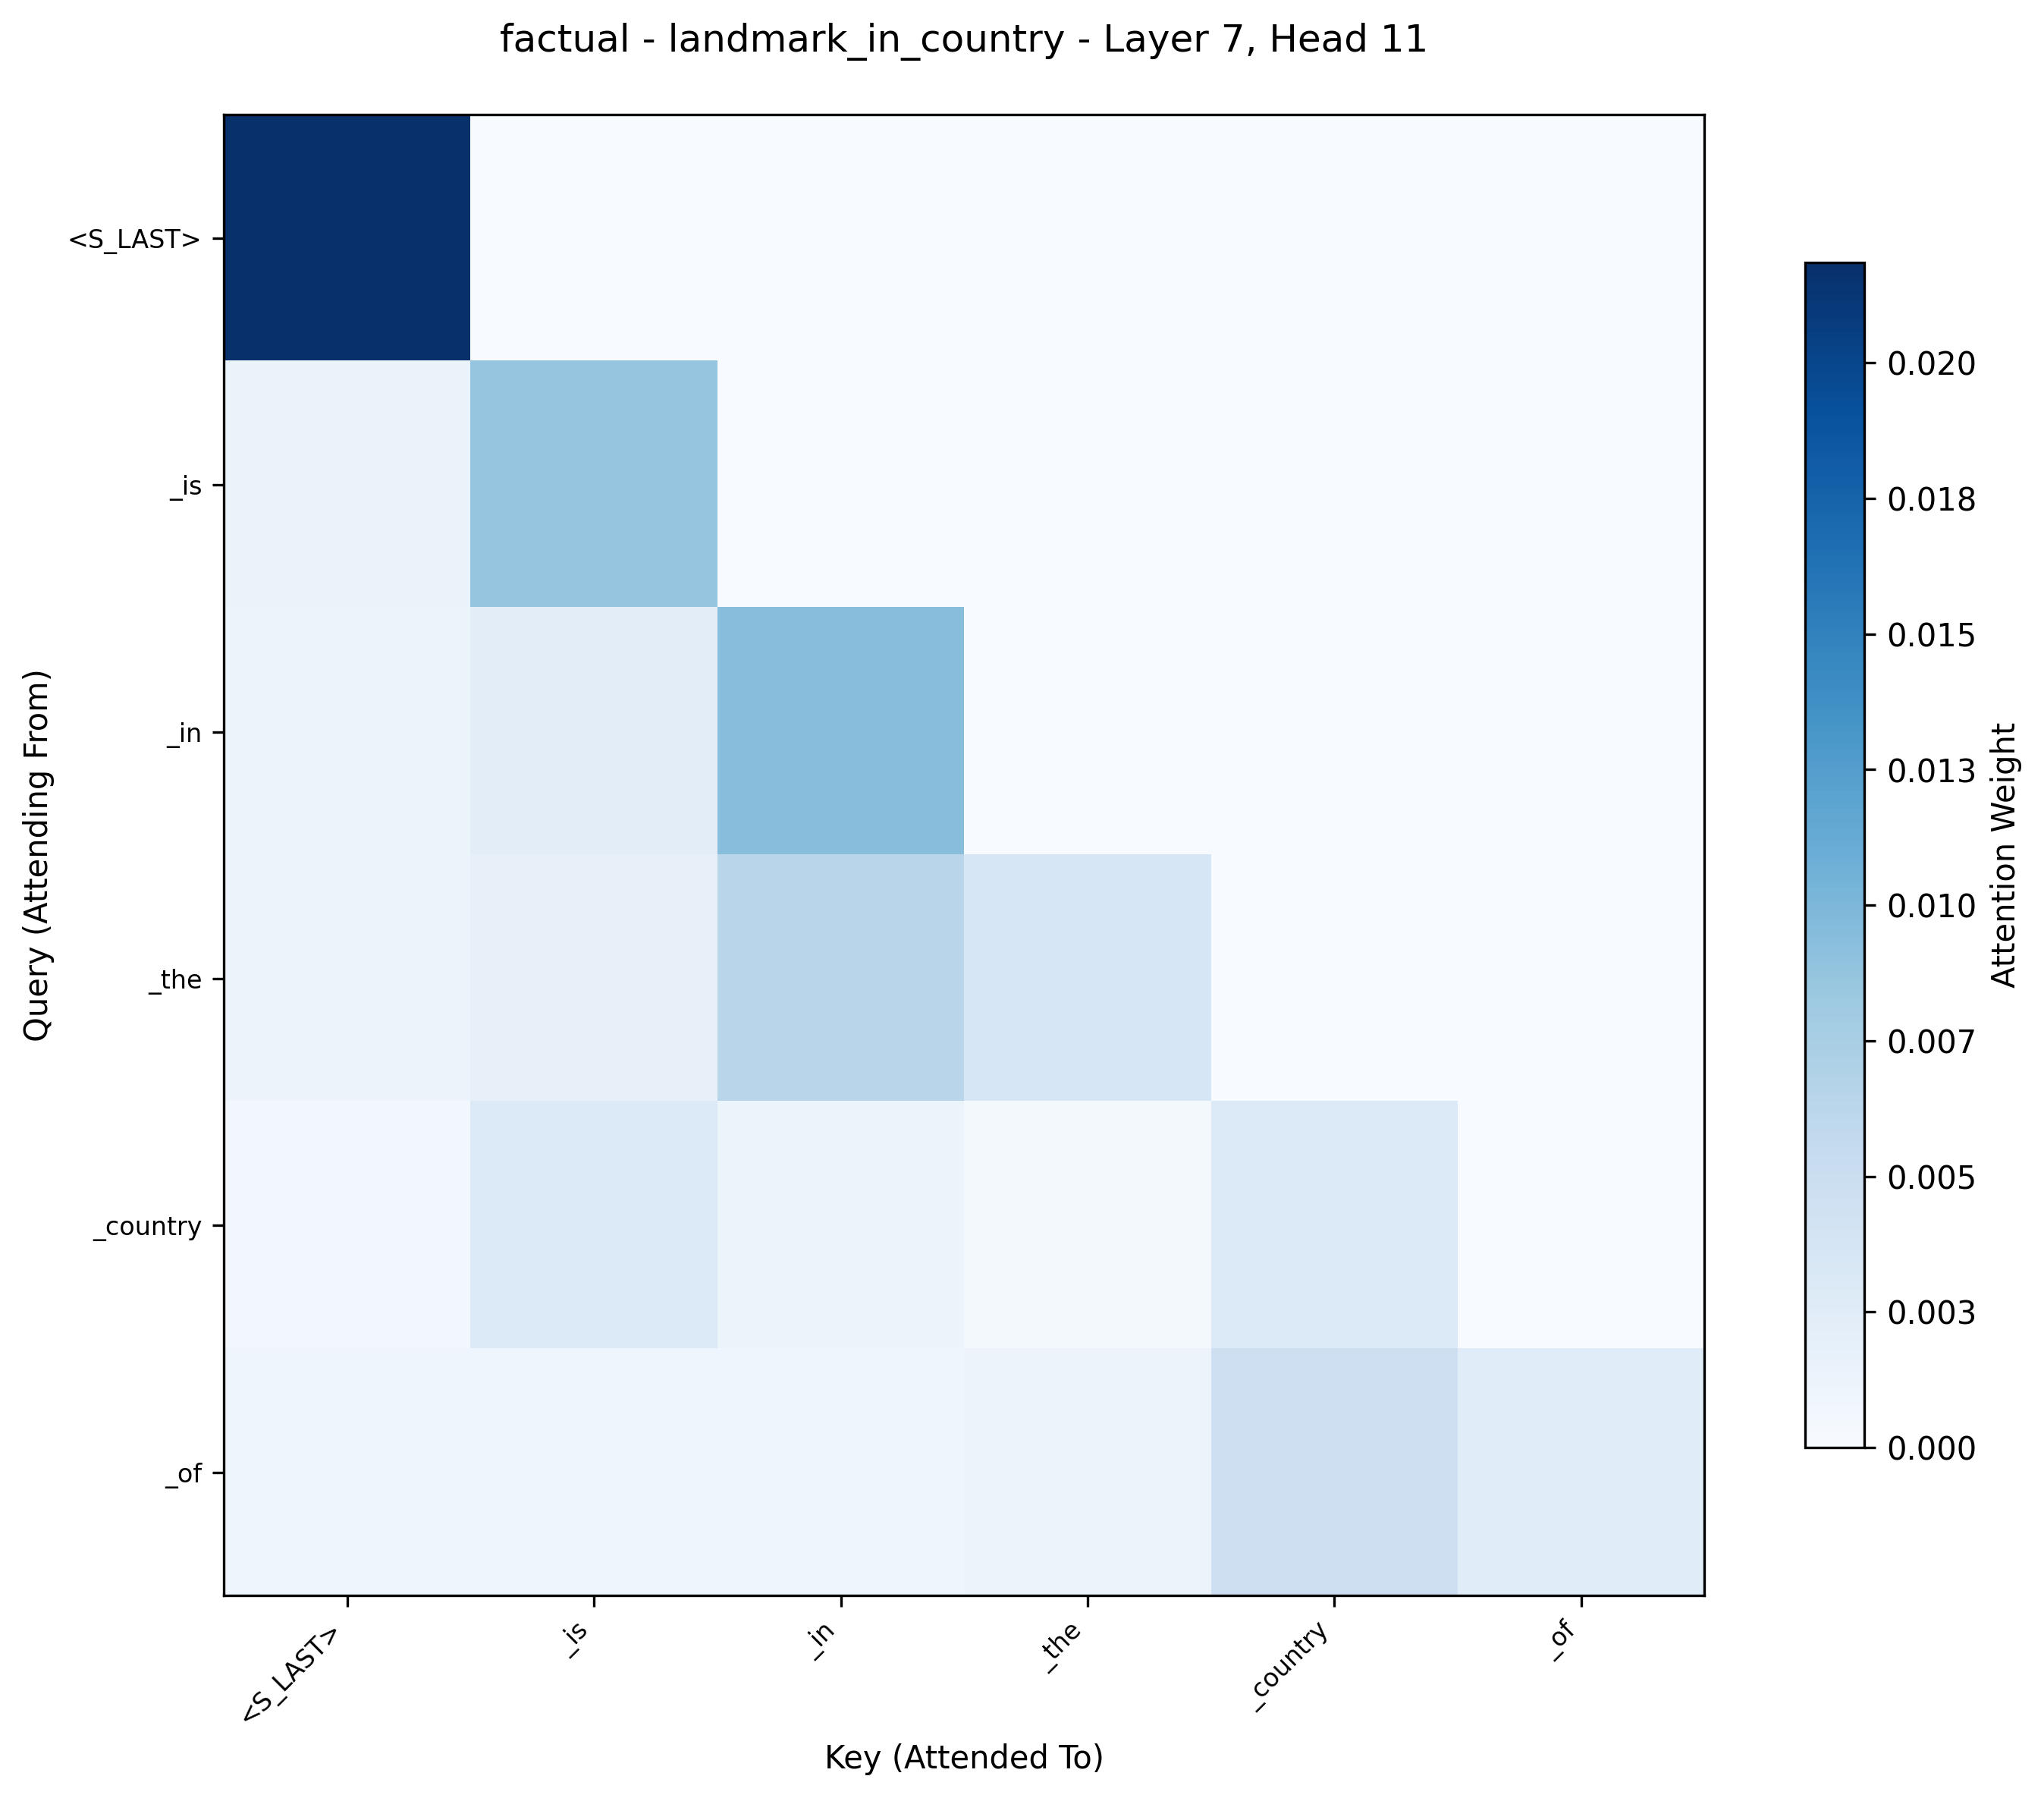 factual - landmark_in_country - Layer 7, Head 11
Query (Attending From)
<S_LAST>
_is
_in
_the
_country
_of
<S_LAST>
_is
_in
_the
_country
_of
Key (Attended To)
0.020
0.018
0.015
0.013
0.010
0.007
0.005
0.003
0.000
Attention Weight